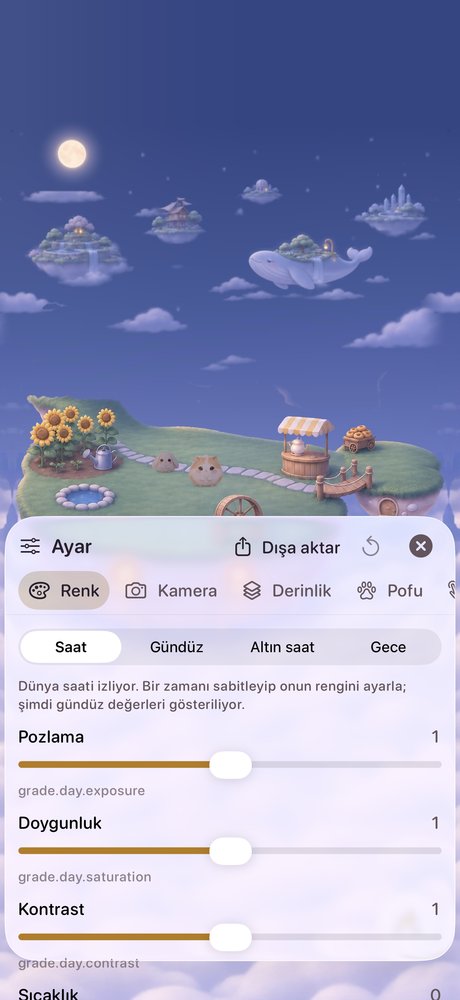 Ayar
Dışa aktar
Renk
Kamera
Derinlik
Pofu
Saat
Gündüz
Altın saat
Gece
Dünya saati izliyor. Bir zamanı sabitleyip onun rengini ayarla;
şimdi gündüz değerleri gösteriliyor.
Pozlama 1
grade.day.exposure
Doygunluk 1
grade.day.saturation
Kontrast 1
grade.day.contrast
Sıcaklık 0